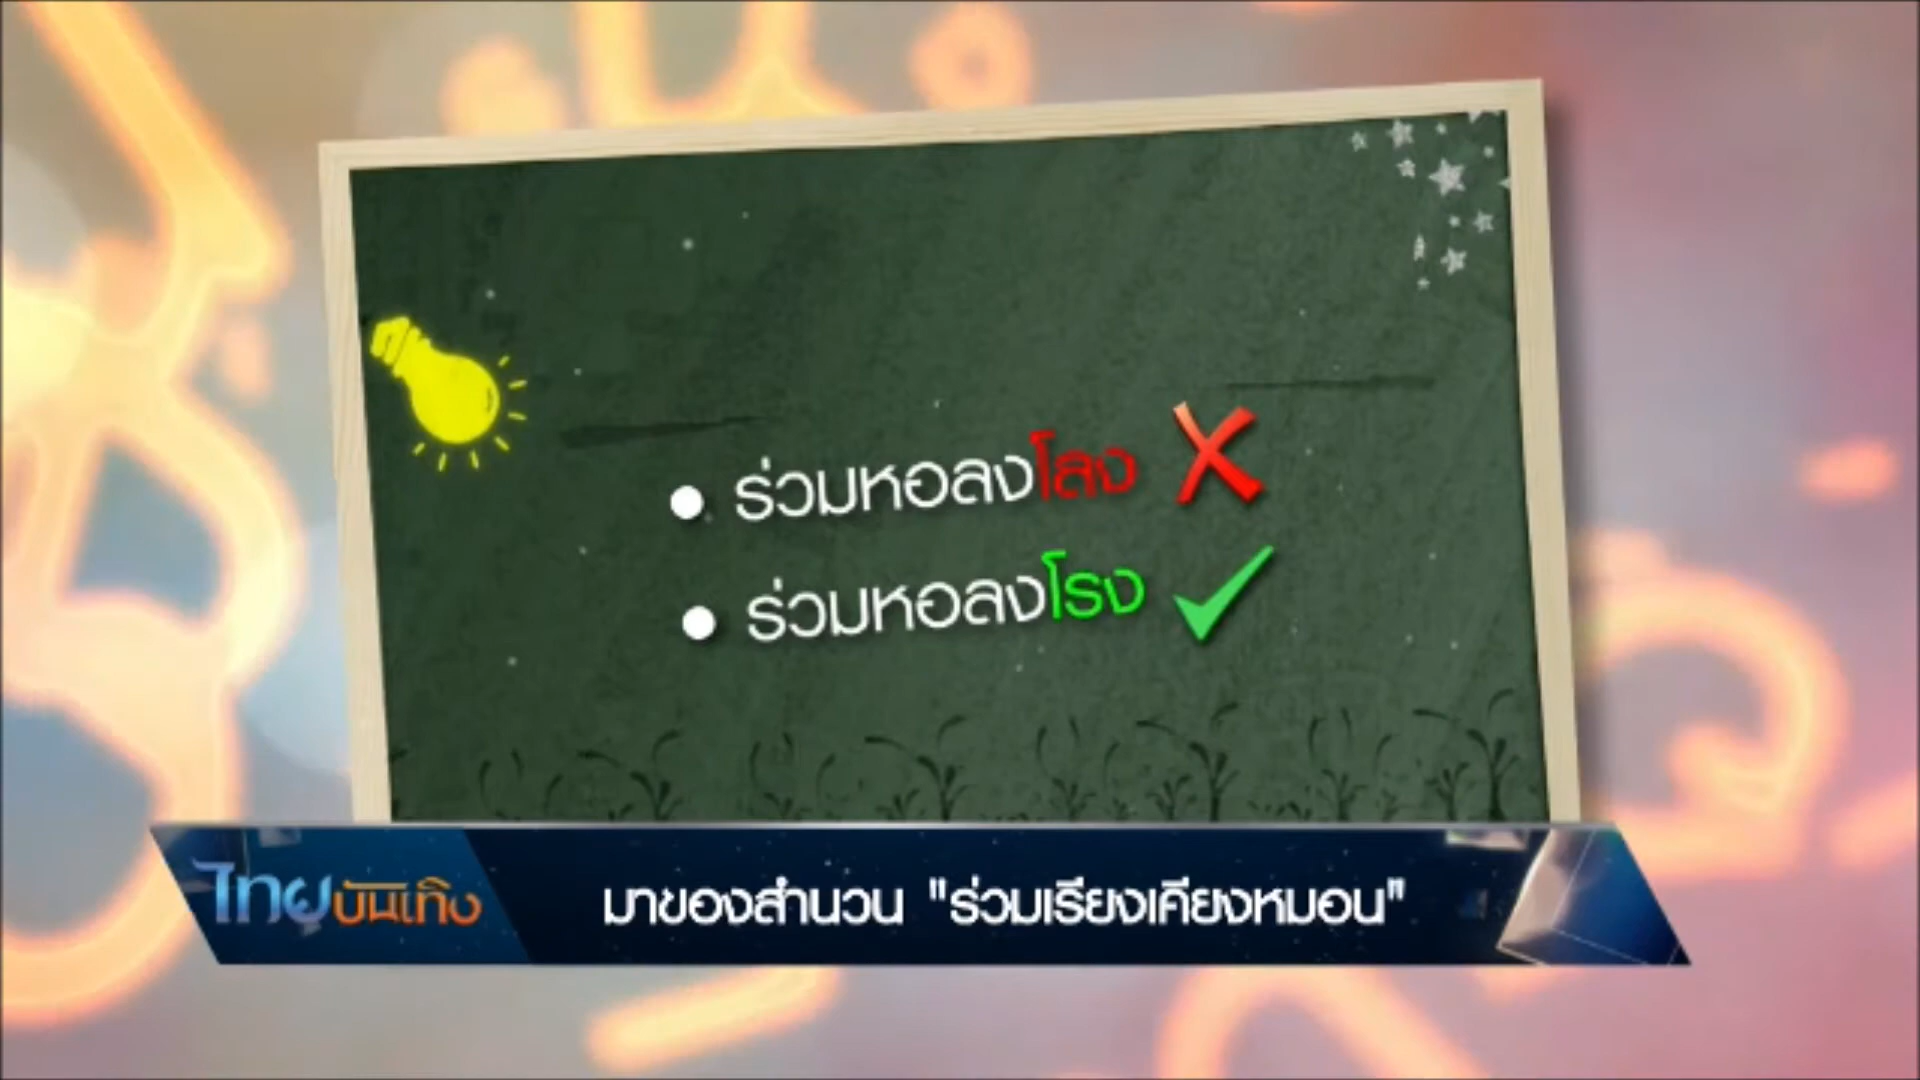 ร่วมหอลงโลง
ร่วมหอลงโรง
ไทยบันเทิง
มาของสำนวน "ร่วมเรียงเคียงหมอน"